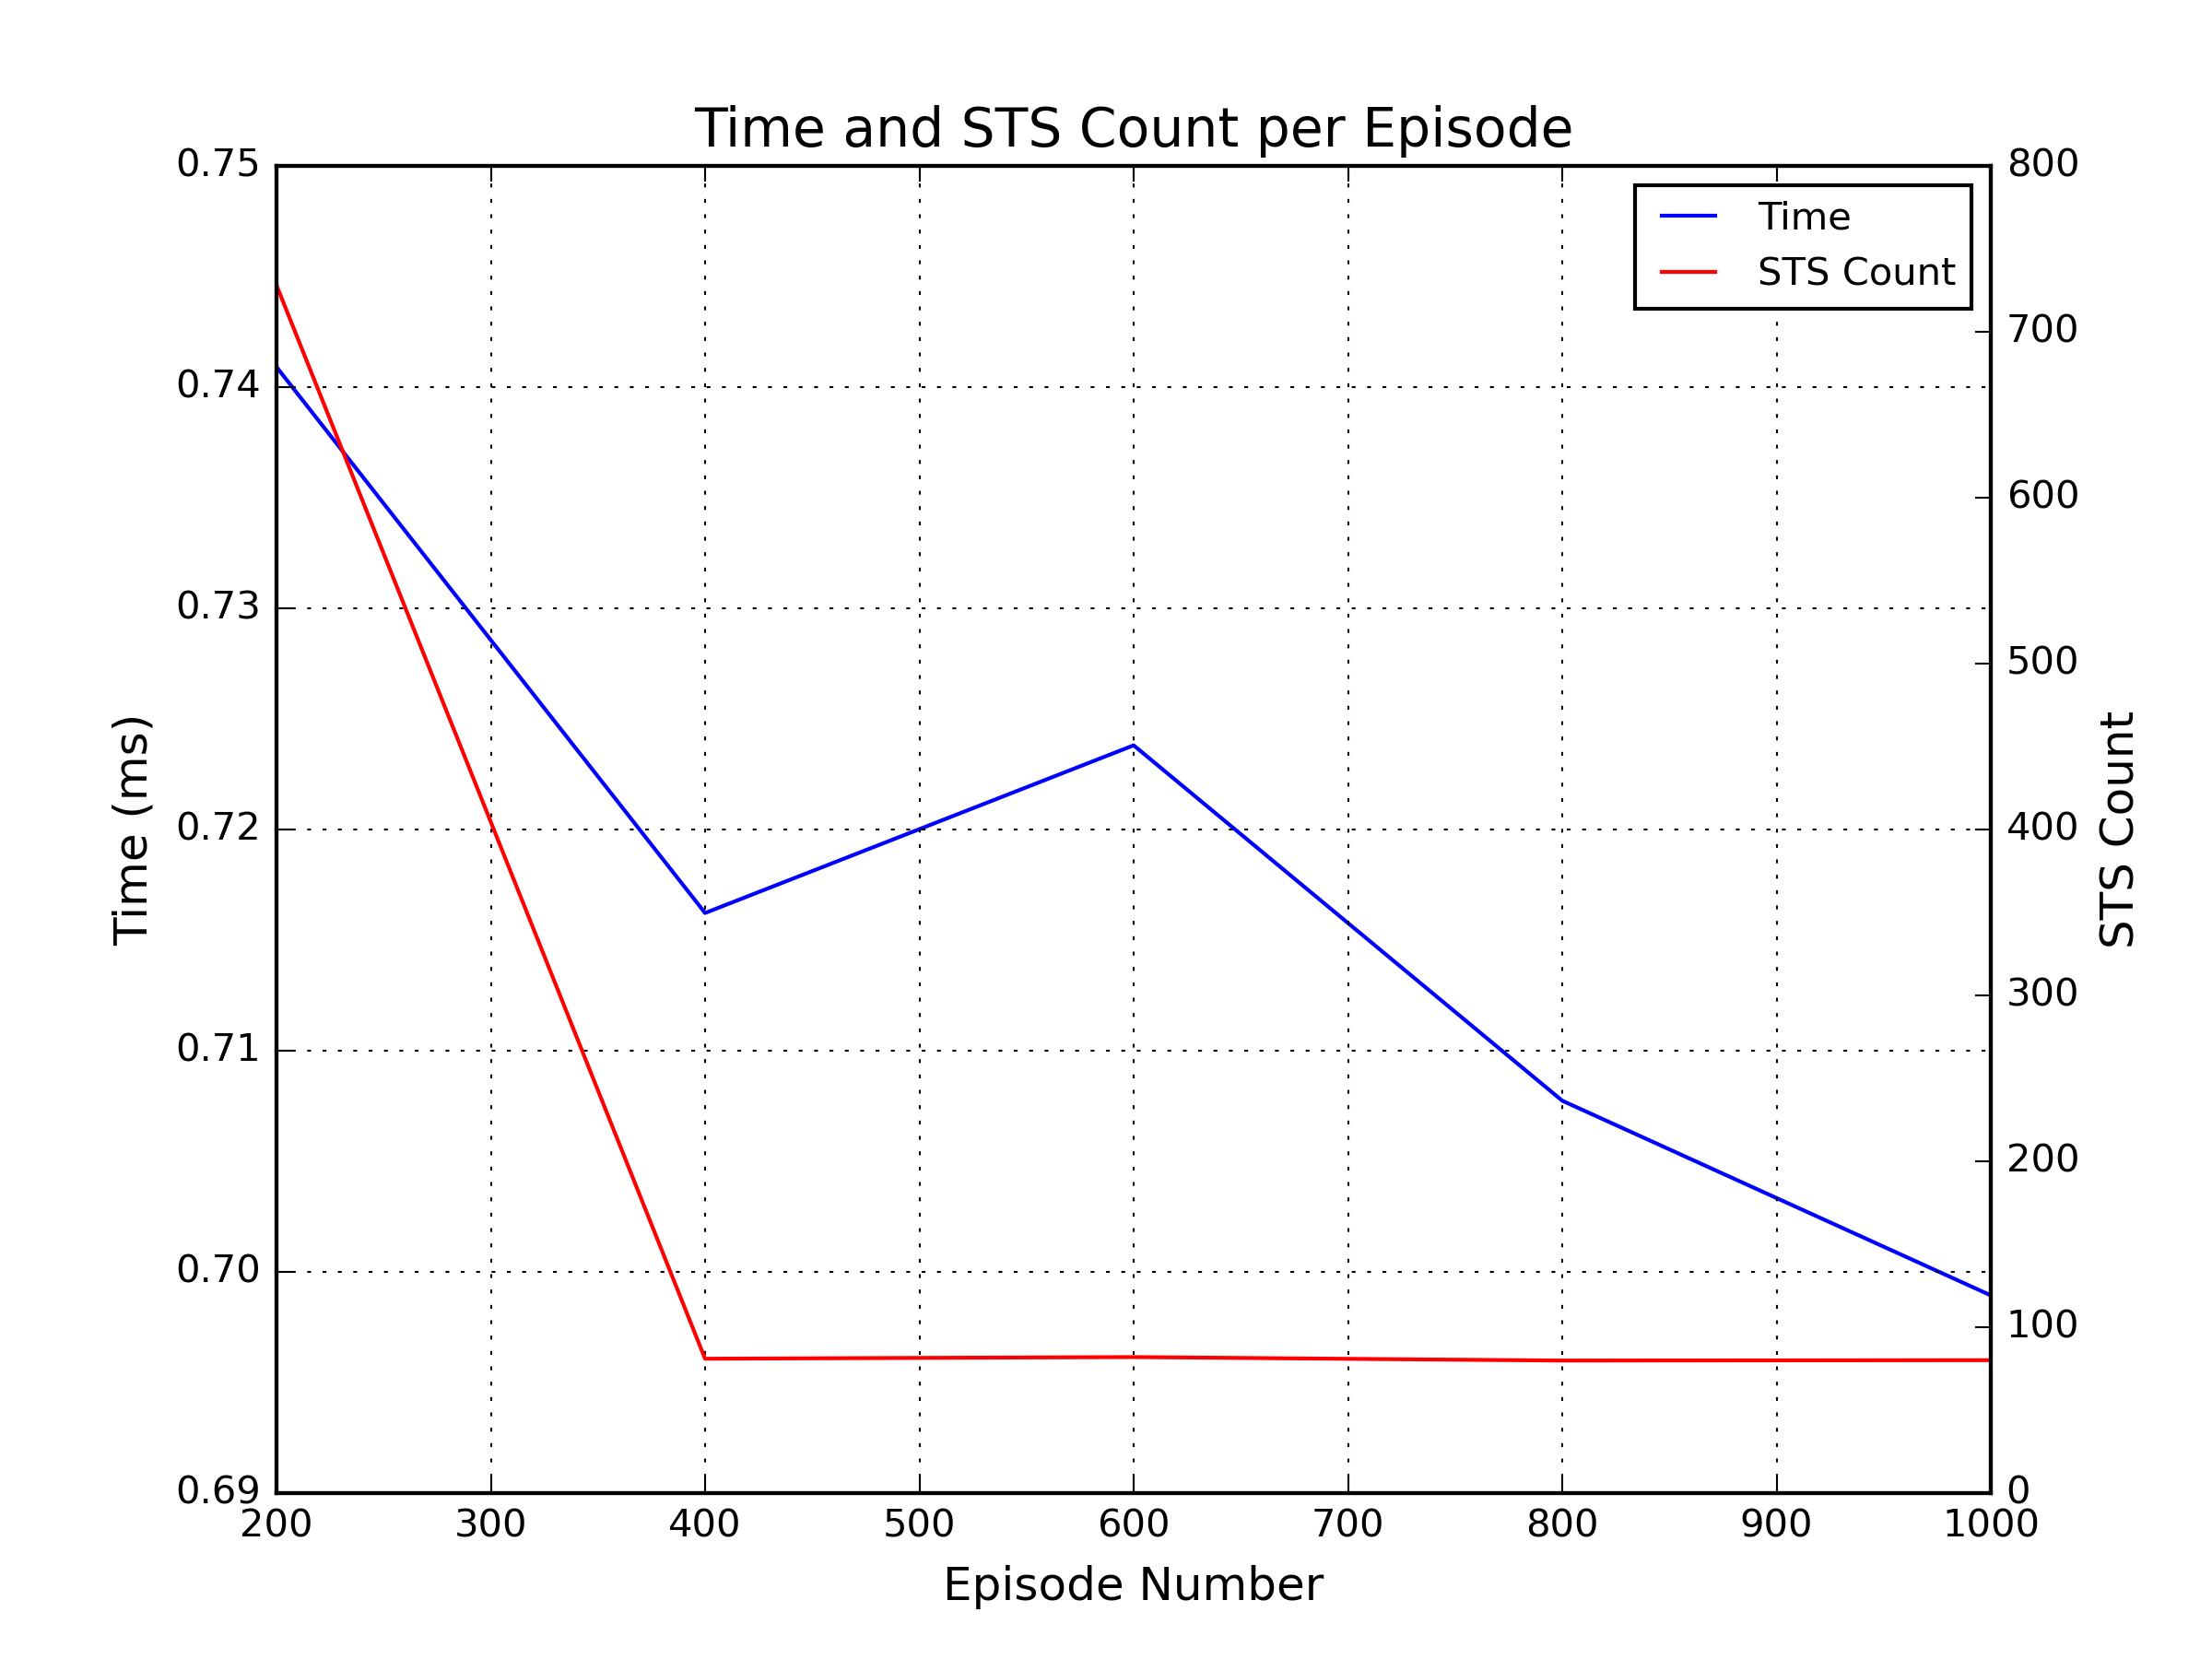 Time and STS Count per Episode
0.75
0.74
0.73
0.72
0.71
0.70
0.69
Time (ms)
800
700
600
500
400
300
200
100
0
STS Count
Time
STS Count
200 300 400 500 600 700 800 900 1000
Episode Number